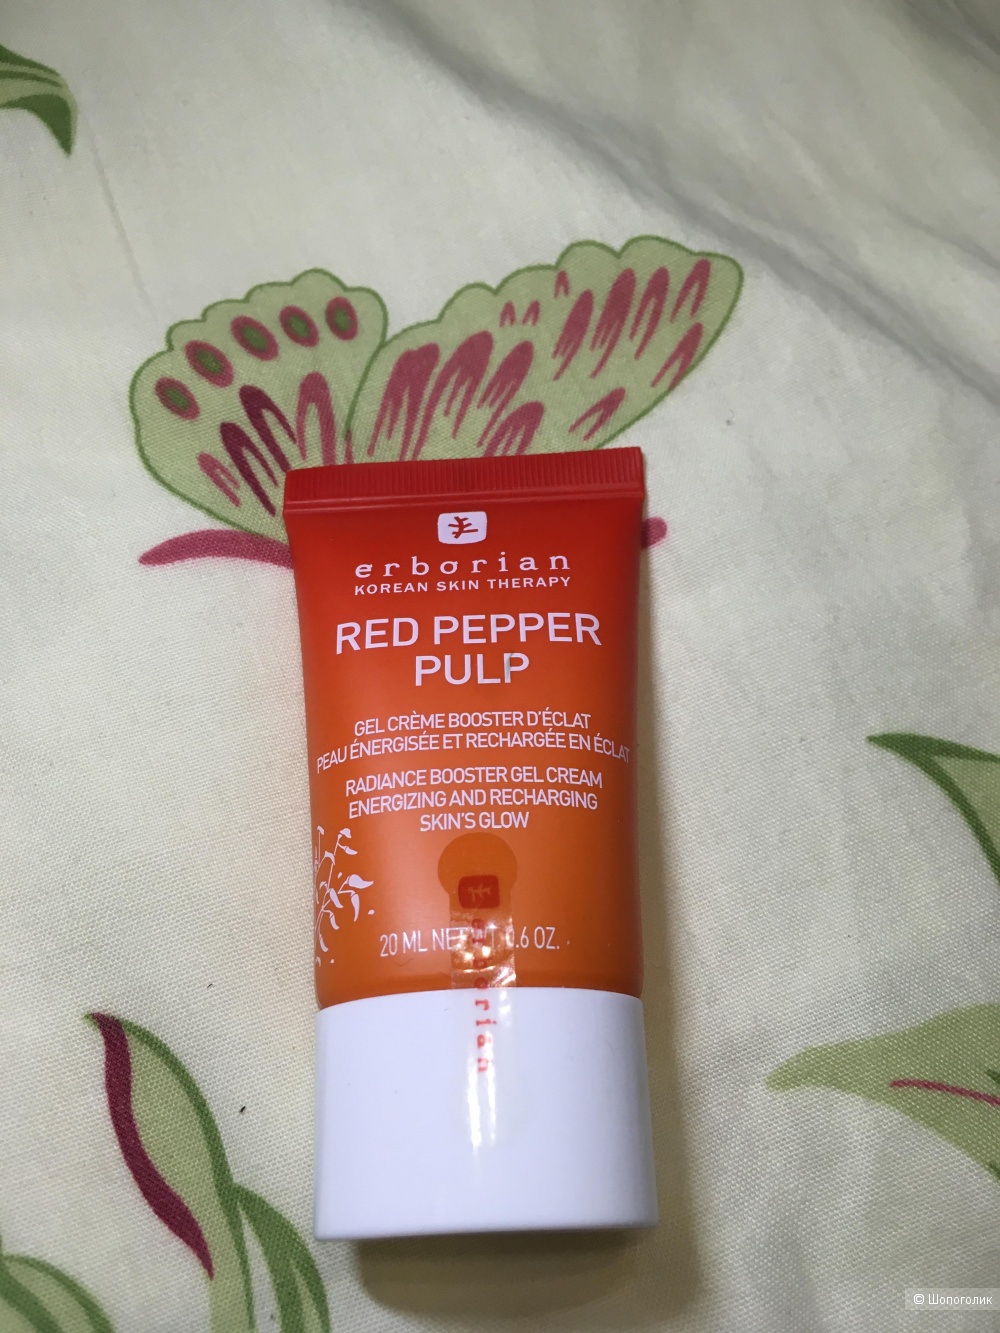 erborian
KOREAN SKIN THERAPY
RED PEPPER
PULP
GEL CRÈME BOOSTER D'ÉCLAT
PEAU ÉNERGISÉE ET RECHARGÉE EN ÉCLAT
RADIANCE BOOSTER GEL CREAM
ENERGIZING AND RECHARGING
SKIN'S GLOW
20 ML
OZ.
erborian
© Шопоголик